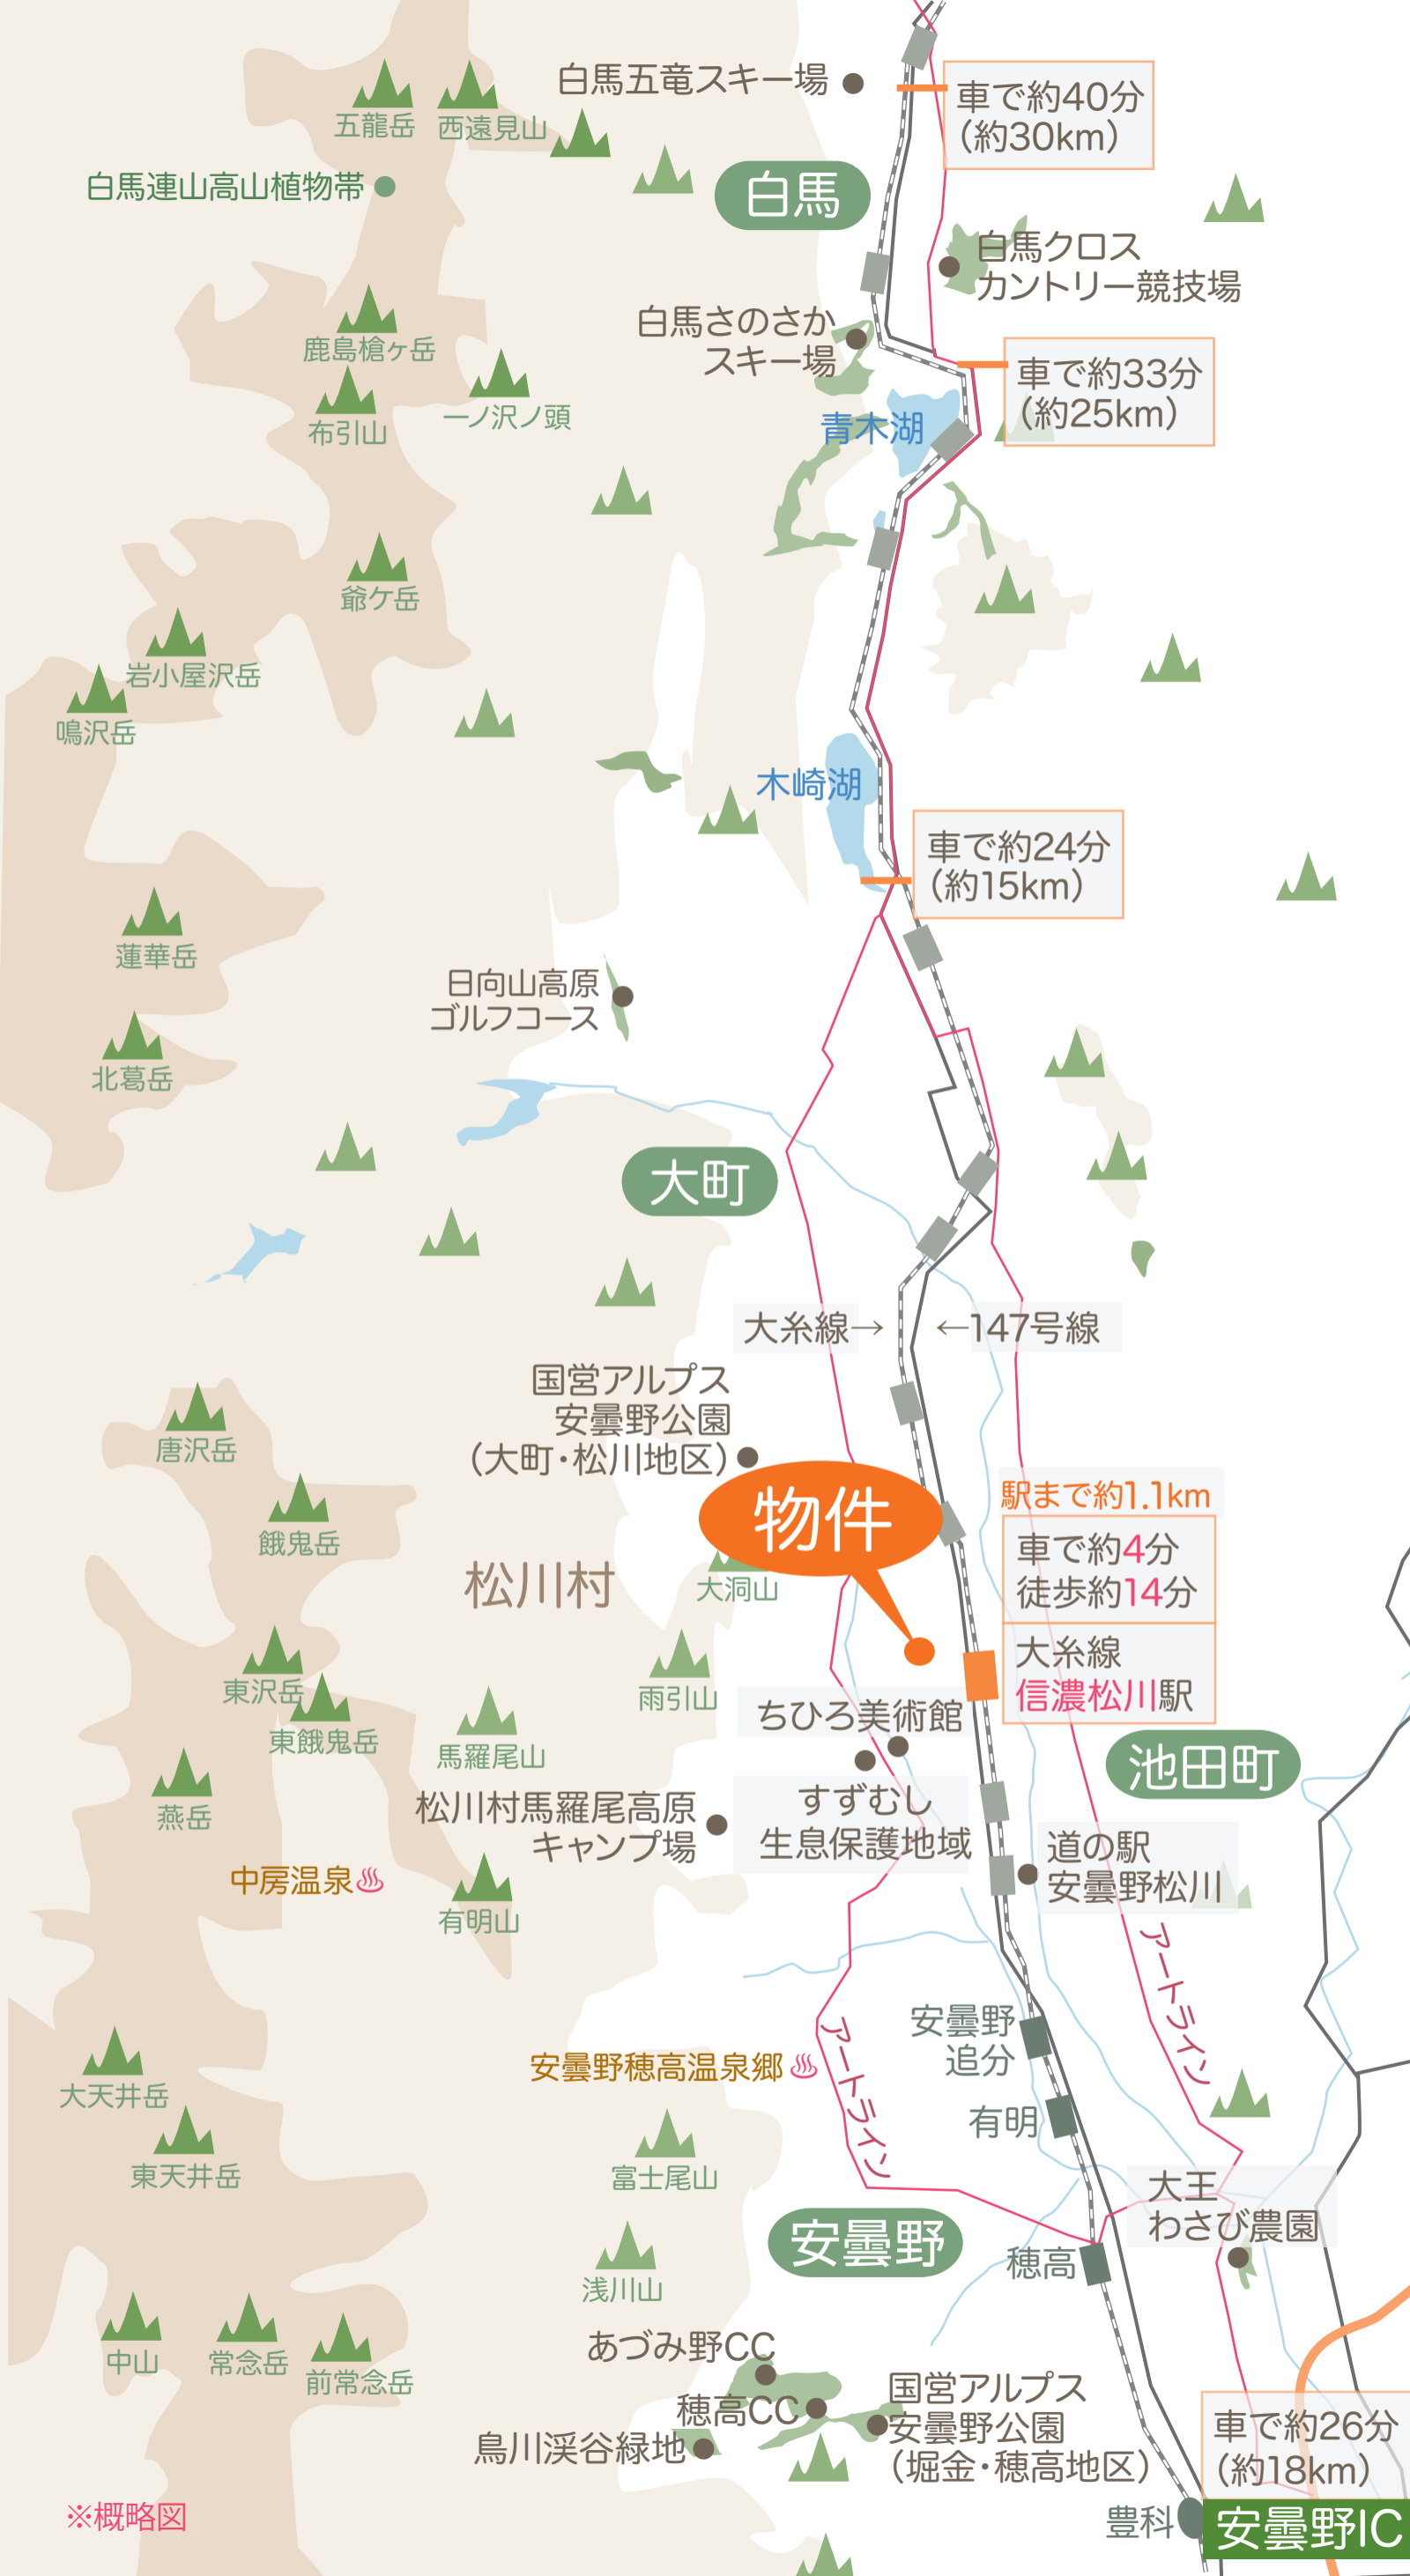 白馬五竜スキー場
車で約40分
（約30km）
五龍岳
西遠見山
白馬連山高山植物帯
白馬
白馬クロス
カントリー競技場
白馬さのさか
スキー場
鹿島槍ヶ岳
布引山
一ノ沢ノ頭
車で約33分
（約25km）
青木湖
爺ケ岳
岩小屋沢岳
鳴沢岳
木崎湖
車で約24分
（約15km）
蓮華岳
日向山高原
ゴルフコース
北葛岳
大町
大糸線→
←147号線
国営アルプス
安曇野公園
（大町・松川地区）
唐沢岳
餓鬼岳
物件
駅まで約1.1km
車で約4分
徒歩約14分
大糸線
信濃松川駅
松川村
大洞山
東沢岳
東餓鬼岳
雨引山
馬羅尾山
ちひろ美術館
池田町
燕岳
松川村馬羅尾高原
キャンプ場
すずむし
生息保護地域
道の駅
安曇野松川
中房温泉♨
有明山
アートライン
安曇野
追分
安曇野穂高温泉郷♨
アートライン
大天井岳
有明
東天井岳
富士尾山
大王
わさび農園
安曇野
穂高
浅川山
中山
常念岳
前常念岳
あづみ野CC
穂高CC
烏川渓谷緑地
国営アルプス
安曇野公園
（堀金・穂高地区）
車で約26分
（約18km）
※概略図
豊科
安曇野IC